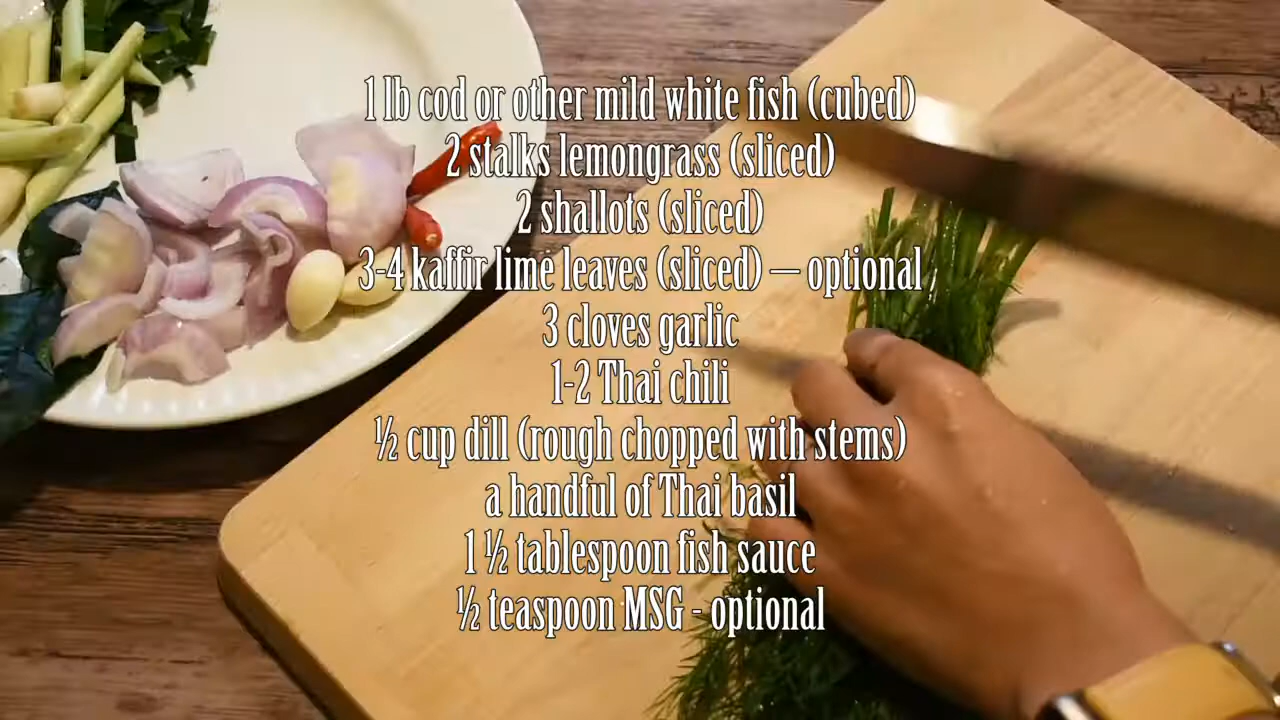 1 lb cod or other mild white fish (cubed)
2 stalks lemongrass (sliced)
2 shallots (sliced)
3-4 kaffir lime leaves (sliced) – optional
3 cloves garlic
1-2 Thai chili
½ cup dill (rough chopped with stems)
a handful of Thai basil
1 ½ tablespoon fish sauce
½ teaspoon MSG - optional